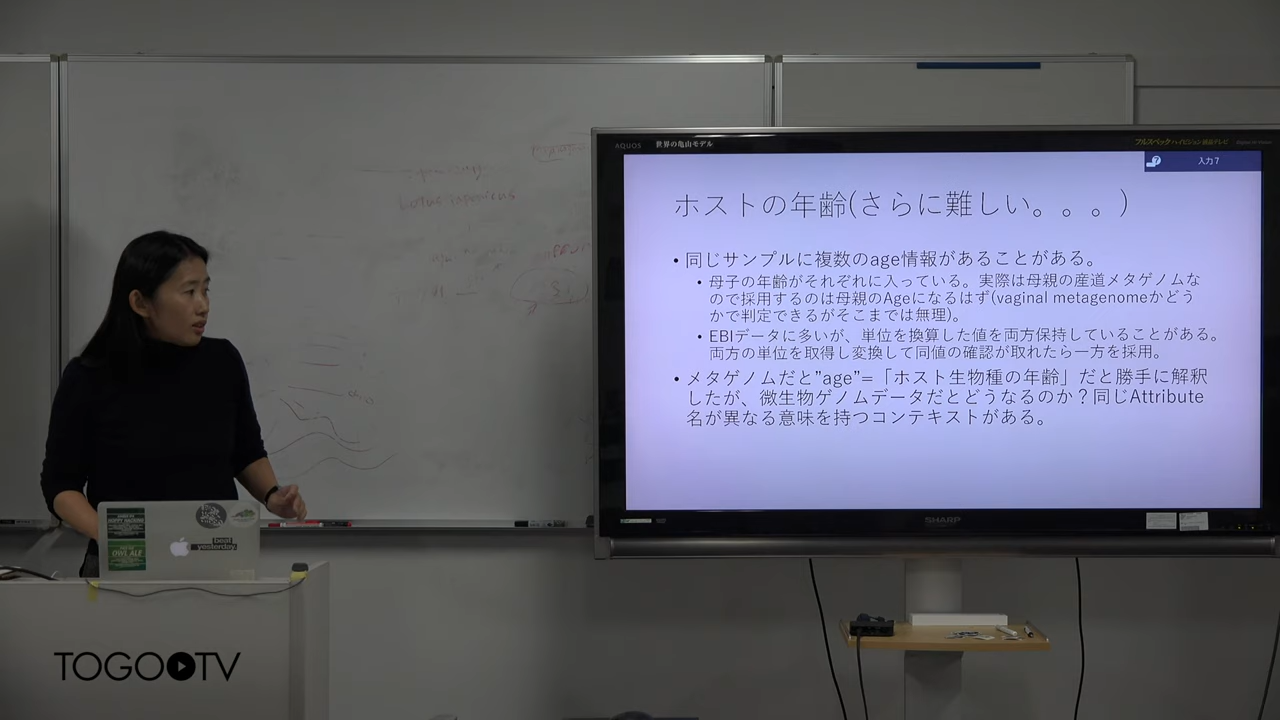 AQUOS 世界の亀山モデル
入力7
ホストの年齢(さらに難しい。。。)
• 同じサンプルに複数のage情報があることがある。
• 母子の年齢がそれぞれに入っている。実際は母親の産道メタゲノムな
ので採用するのは母親のAgeになるはず(vaginal metagenomeかどう
かで判定できるがそこまでは無理)。
• EBIデータに多いが、単位を換算した値を両方保持していることがある。
両方の単位を取得し変換して同値の確認が取れたら一方を採用。
• メタゲノムだと"age"=「ホスト生物種の年齢」だと勝手に解釈
したが、微生物ゲノムデータだとどうなるのか？同じAttribute
名が異なる意味を持つコンテキストがある。
SHARP
HOPPY HACKING
OWL ALE
beat
yesterday
TOGO TV